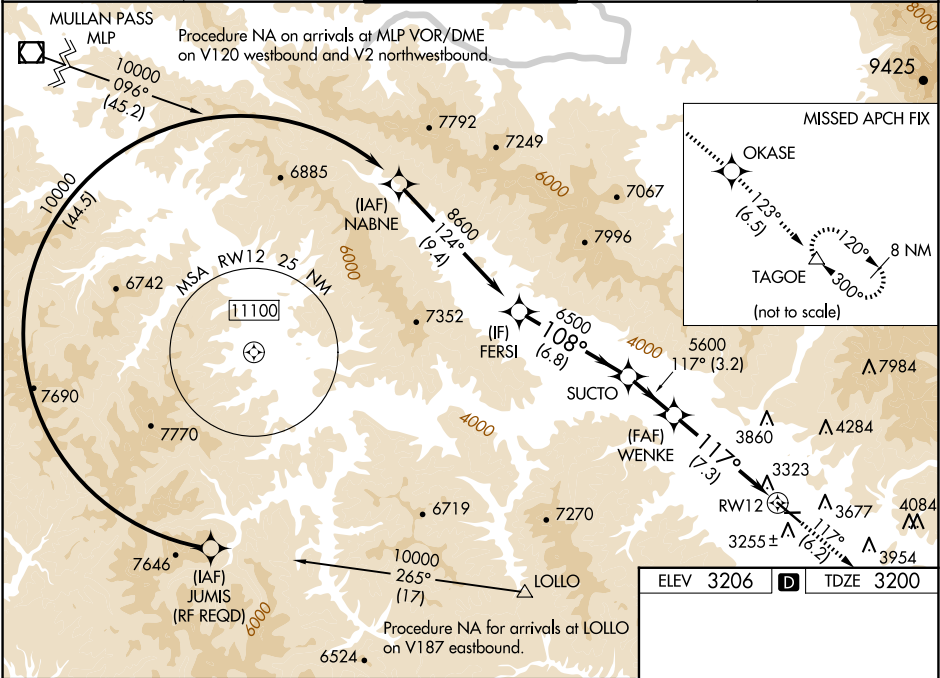 MULLAN PASS
MLP
Procedure NA on arrivals at MLP VOR/DME
on V120 westbound and V2 northwestbound.
10000
096°
(45.2)
8000
9425
7792
7249
6885
6000
7067
7996
MISSED APCH FIX
OKASE
123°
(6.5)
120°
8 NM
TAGOE
300°
(not to scale)
10000
(44.5)
(IAF)
NABNE
8600
124°
(9.4)
6000
6742
MSA RW12 25 NM
11100
7352
(IF)
FERSI
6500
108°
(6.8)
4000
5600
117° (3.2)
SUCTO
7984
7690
7770
4000
(FAF)
WENKE
3860
4284
117°
(7.3)
3323
RW12
3677
4084
3255±
117°
(6.2)
3954
6719
7270
7646
(IAF)
JUMIS
(RF REQD)
6000
10000
265°
(17)
LOLLO
Procedure NA for arrivals at LOLLO
on V187 eastbound.
6524
ELEV 3206 D TDZE 3200